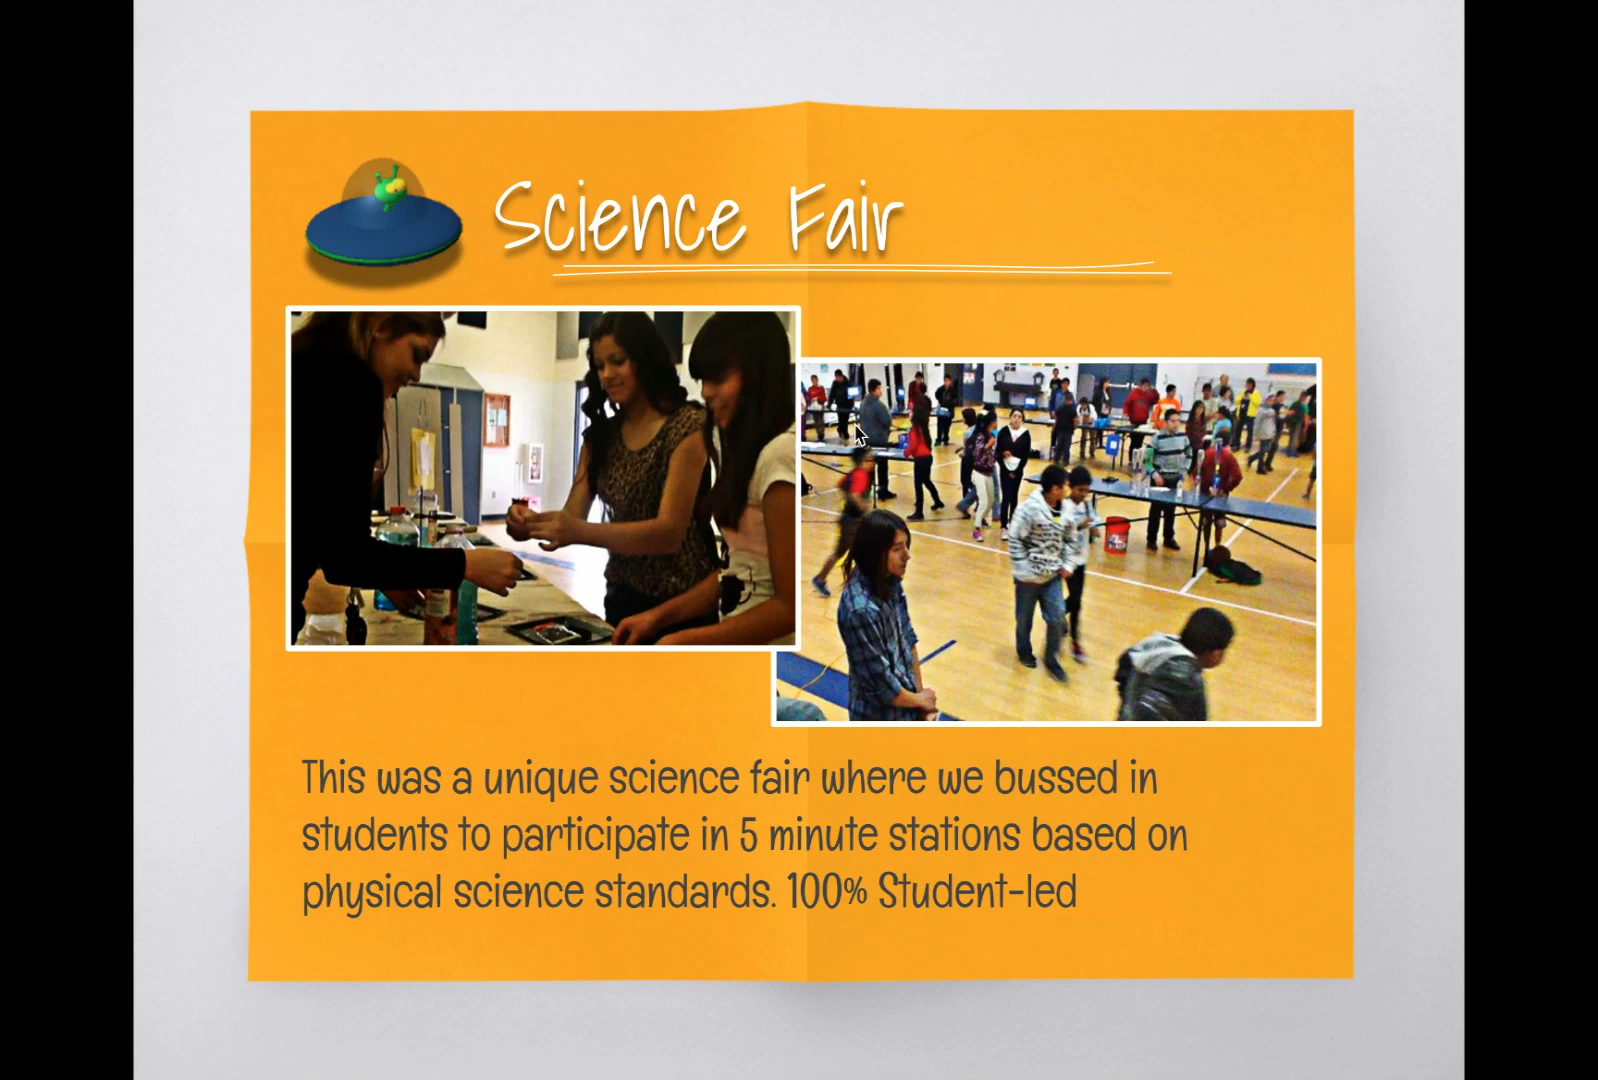 Science Fair
This was a unique science fair where we bussed in
students to participate in 5 minute stations based on
physical science standards. 100% Student-led